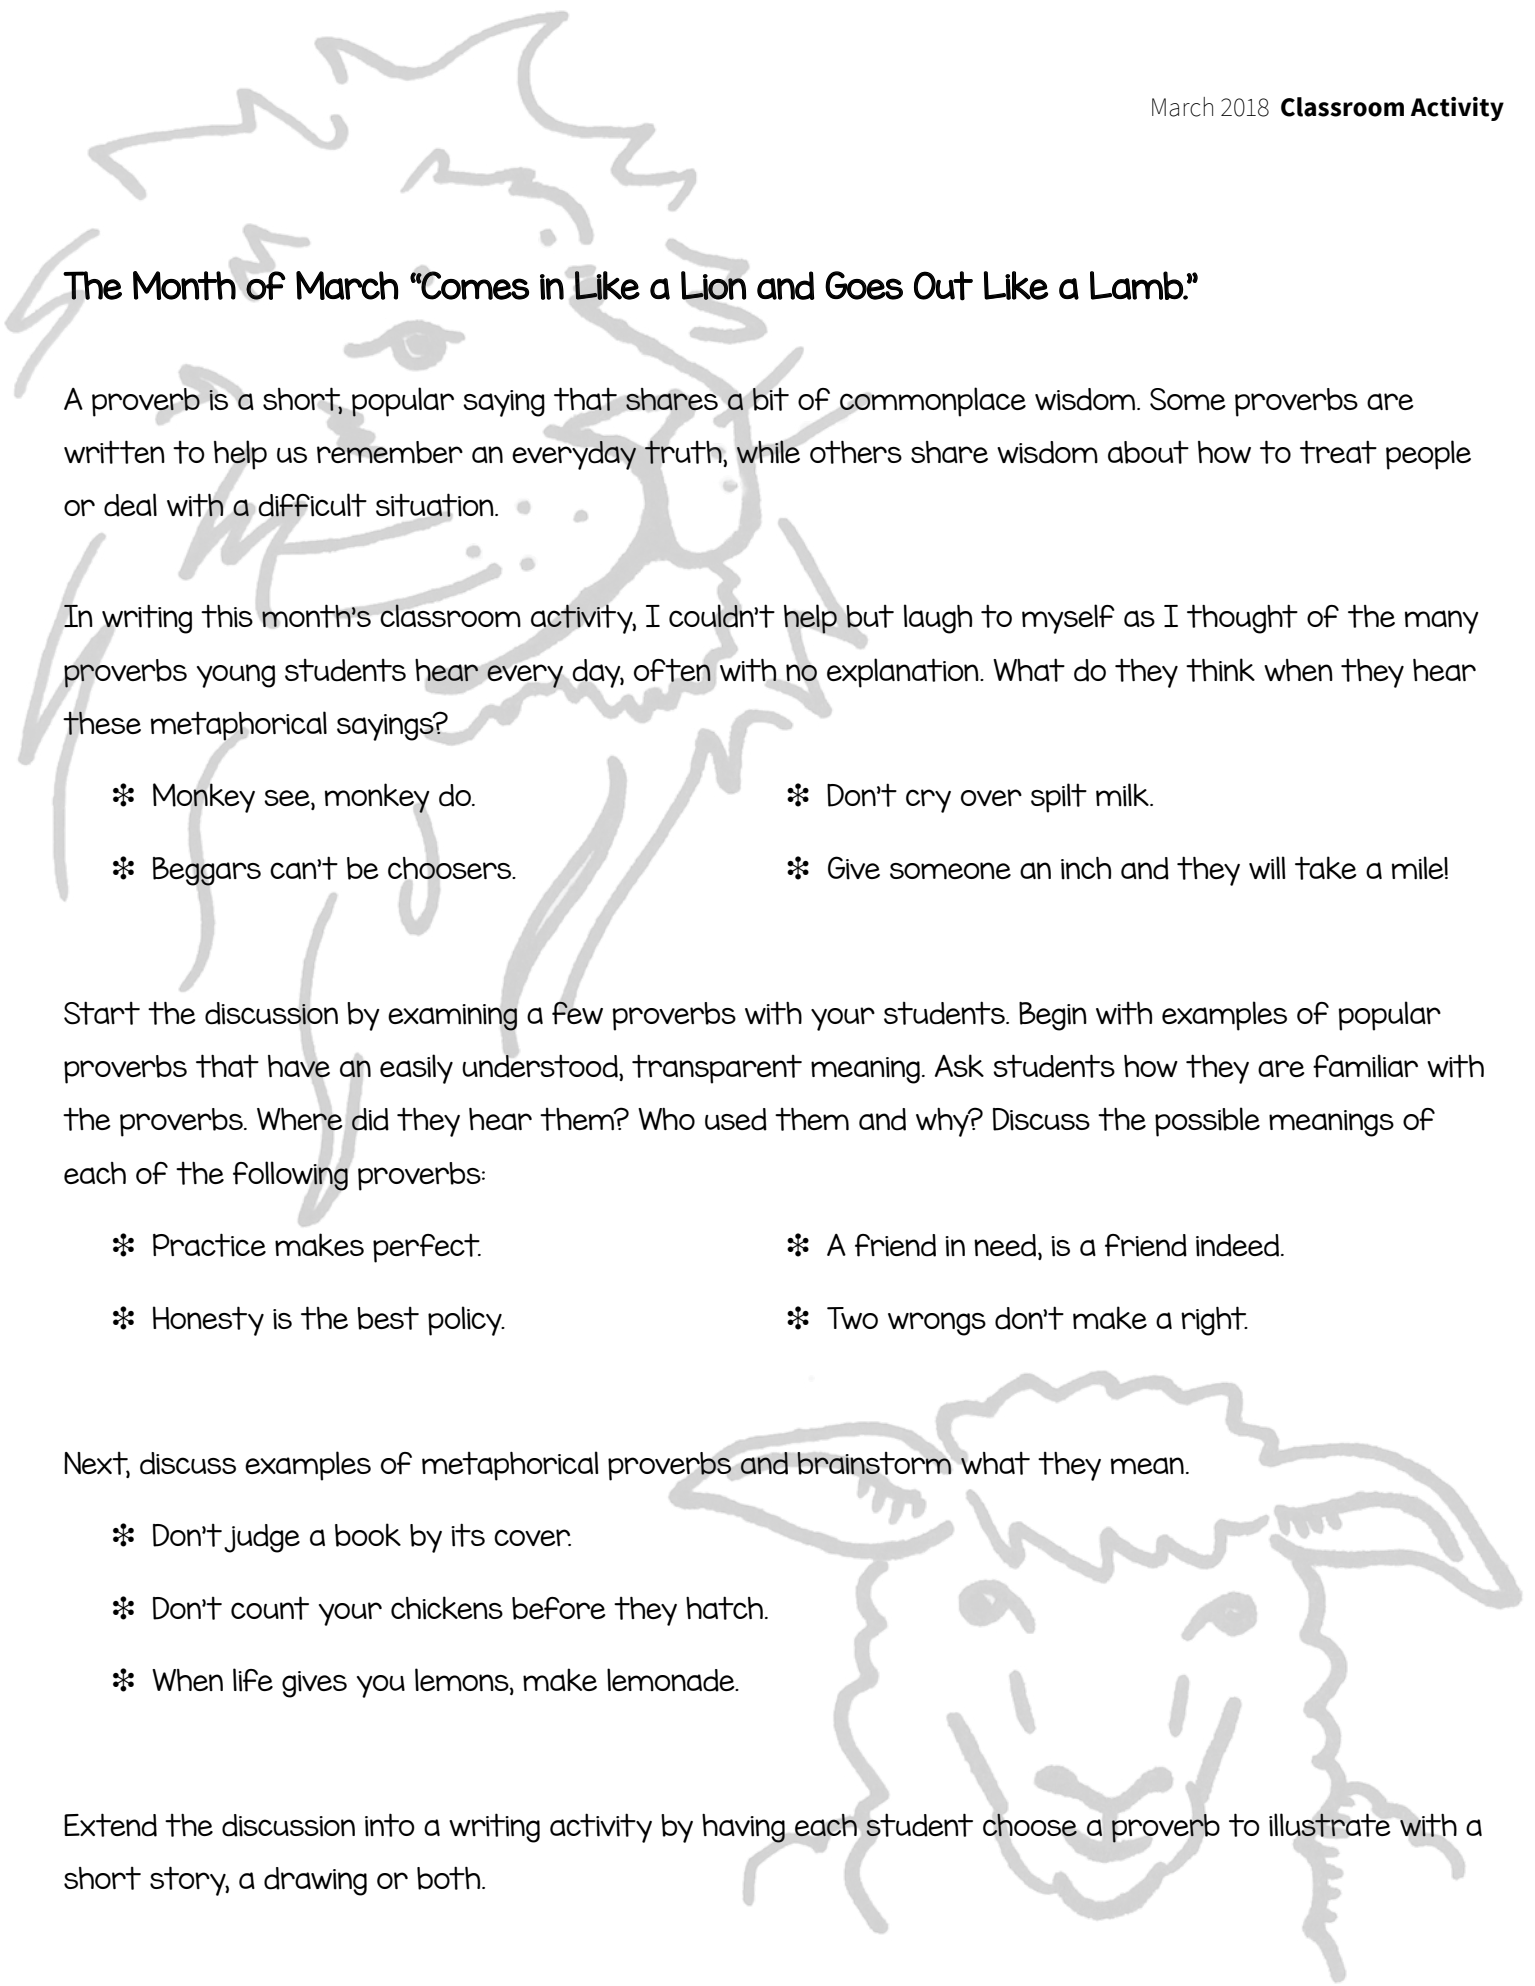 March 2018 Classroom Activity
The Month of March “Comes in Like a Lion and Goes Out Like a Lamb.”
A proverb is a short, popular saying that shares a bit of commonplace wisdom. Some proverbs are
written to help us remember an everyday truth, while others share wisdom about how to treat people
or deal with a difficult situation.
In writing this month’s classroom activity, I couldn’t help but laugh to myself as I thought of the many
proverbs young students hear every day, often with no explanation. What do they think when they hear
these metaphorical sayings?
❇ Monkey see, monkey do.
❇ Beggars can’t be choosers.
❇ Don’t cry over spilt milk.
❇ Give someone an inch and they will take a mile!
Start the discussion by examining a few proverbs with your students. Begin with examples of popular
proverbs that have an easily understood, transparent meaning. Ask students how they are familiar with
the proverbs. Where did they hear them? Who used them and why? Discuss the possible meanings of
each of the following proverbs:
❇ Practice makes perfect.
❇ Honesty is the best policy.
❇ A friend in need, is a friend indeed.
❇ Two wrongs don’t make a right.
Next, discuss examples of metaphorical proverbs and brainstorm what they mean.
❇ Don’t judge a book by its cover.
❇ Don’t count your chickens before they hatch.
❇ When life gives you lemons, make lemonade.
Extend the discussion into a writing activity by having each student choose a proverb to illustrate with a
short story, a drawing or both.